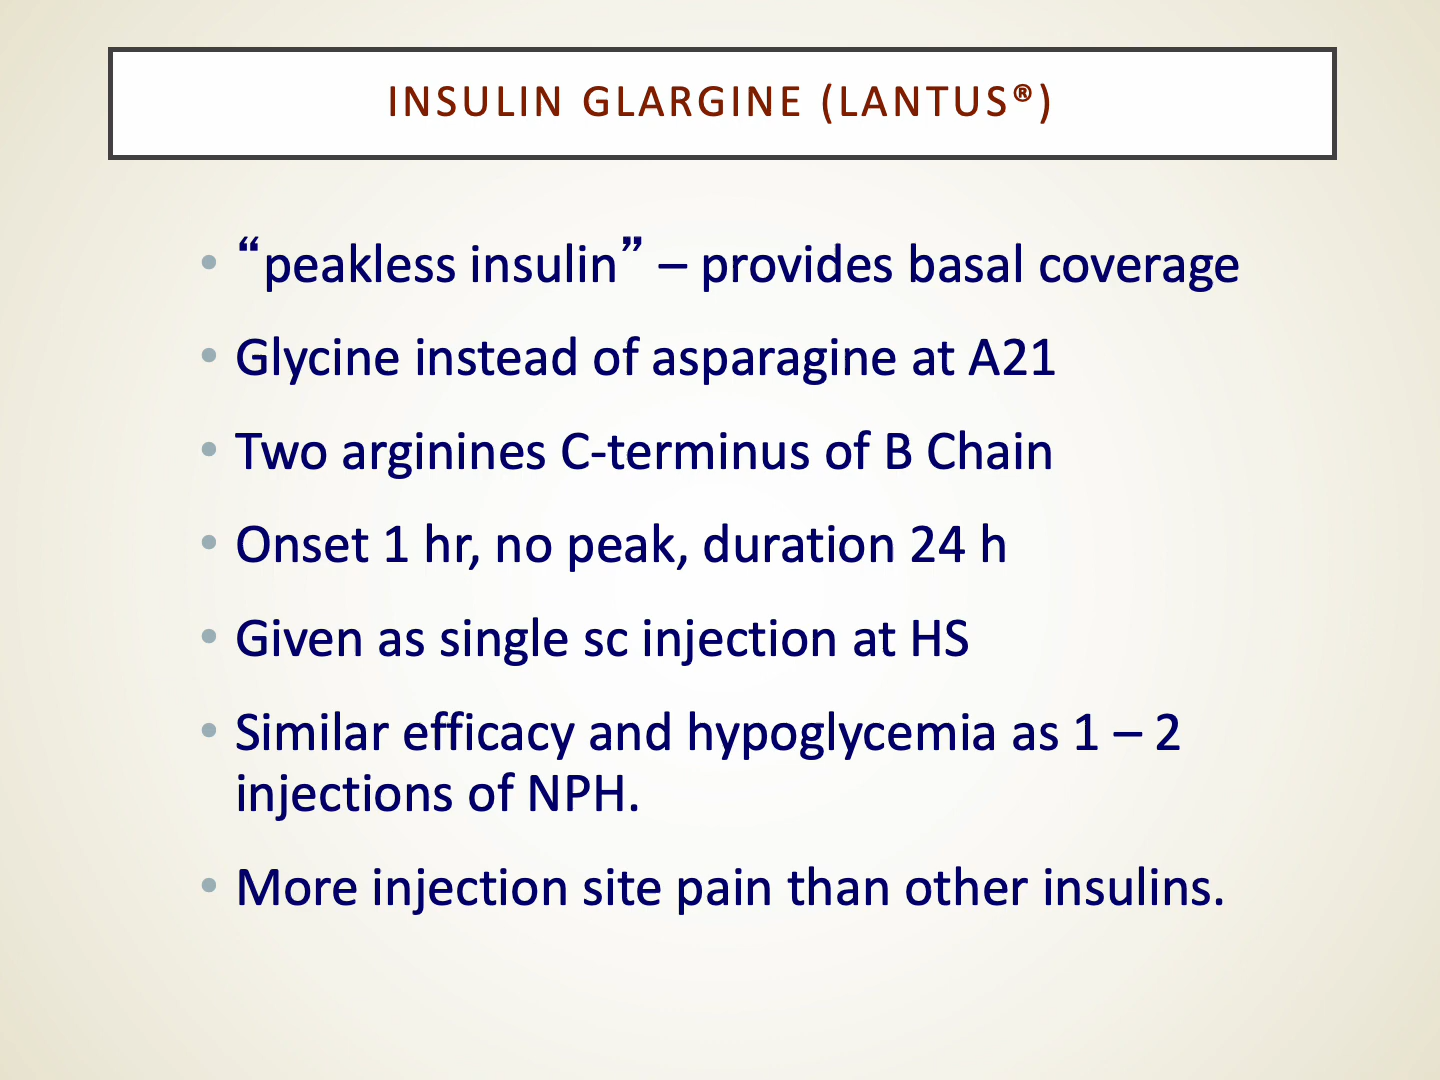 INSULIN GLARGINE (LANTUS®)
• “peakless insulin” – provides basal coverage
• Glycine instead of asparagine at A21
• Two arginines C-terminus of B Chain
• Onset 1 hr, no peak, duration 24 h
• Given as single sc injection at HS
• Similar efficacy and hypoglycemia as 1 – 2
injections of NPH.
• More injection site pain than other insulins.